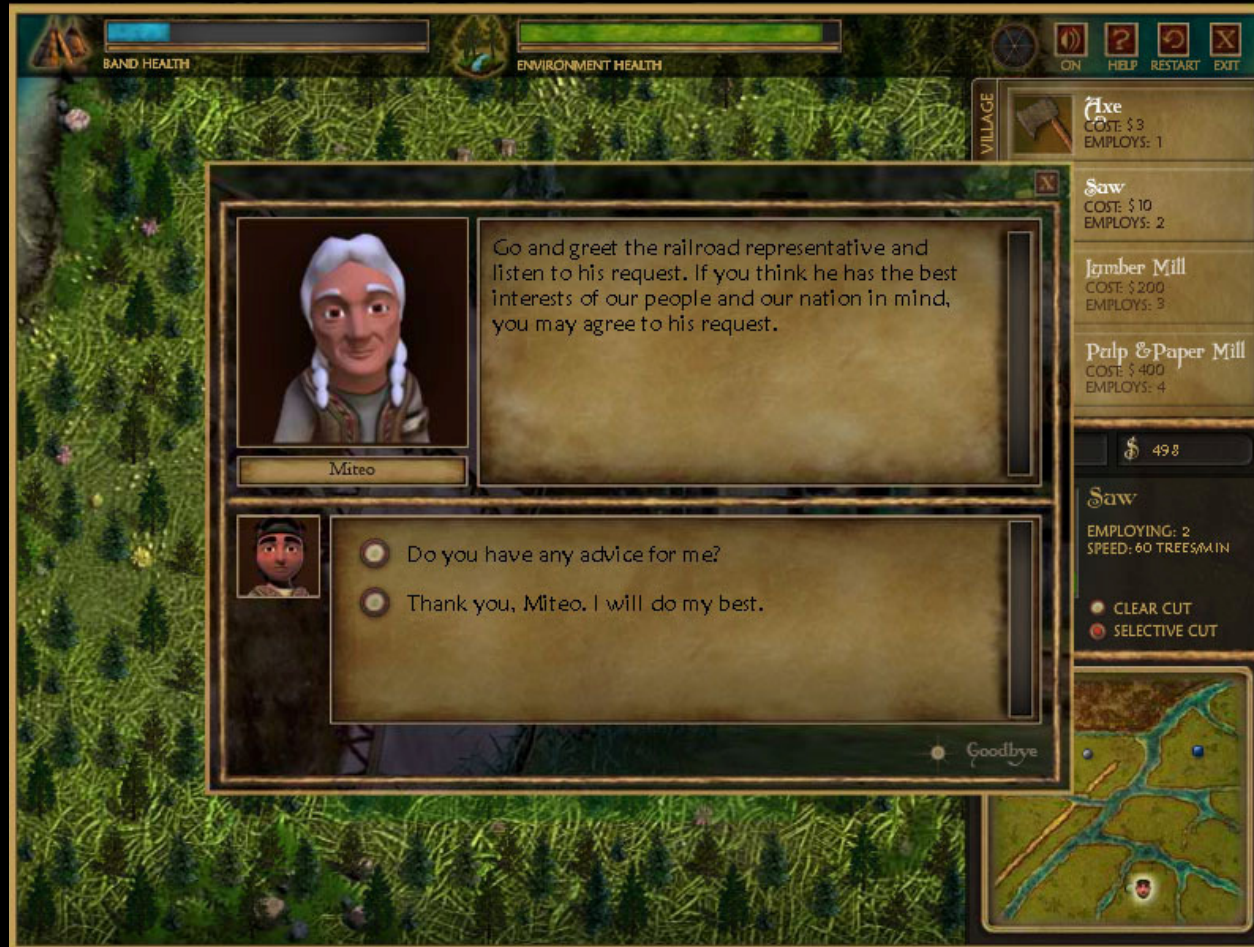 BAND HEALTH
ENVIRONMENT HEALTH
ON
HELP
RESTART
EXIT
VILLAGE
Axe
COST: $3
EMPLOYS: 1
Saw
COST: $10
EMPLOYS: 2
Lumber Mill
COST: $200
EMPLOYS: 3
Pulp & Paper Mill
COST: $400
EMPLOYS: 4
X
Go and greet the railroad representative and
listen to his request. If you think he has the best
interests of our people and our nation in mind,
you may agree to his request.
Miteo
Do you have any advice for me?
Thank you, Miteo. I will do my best.
Goodbye
$ 498
Saw
EMPLOYING: 2
SPEED: 60 TREES/MIN
CLEAR CUT
SELECTIVE CUT